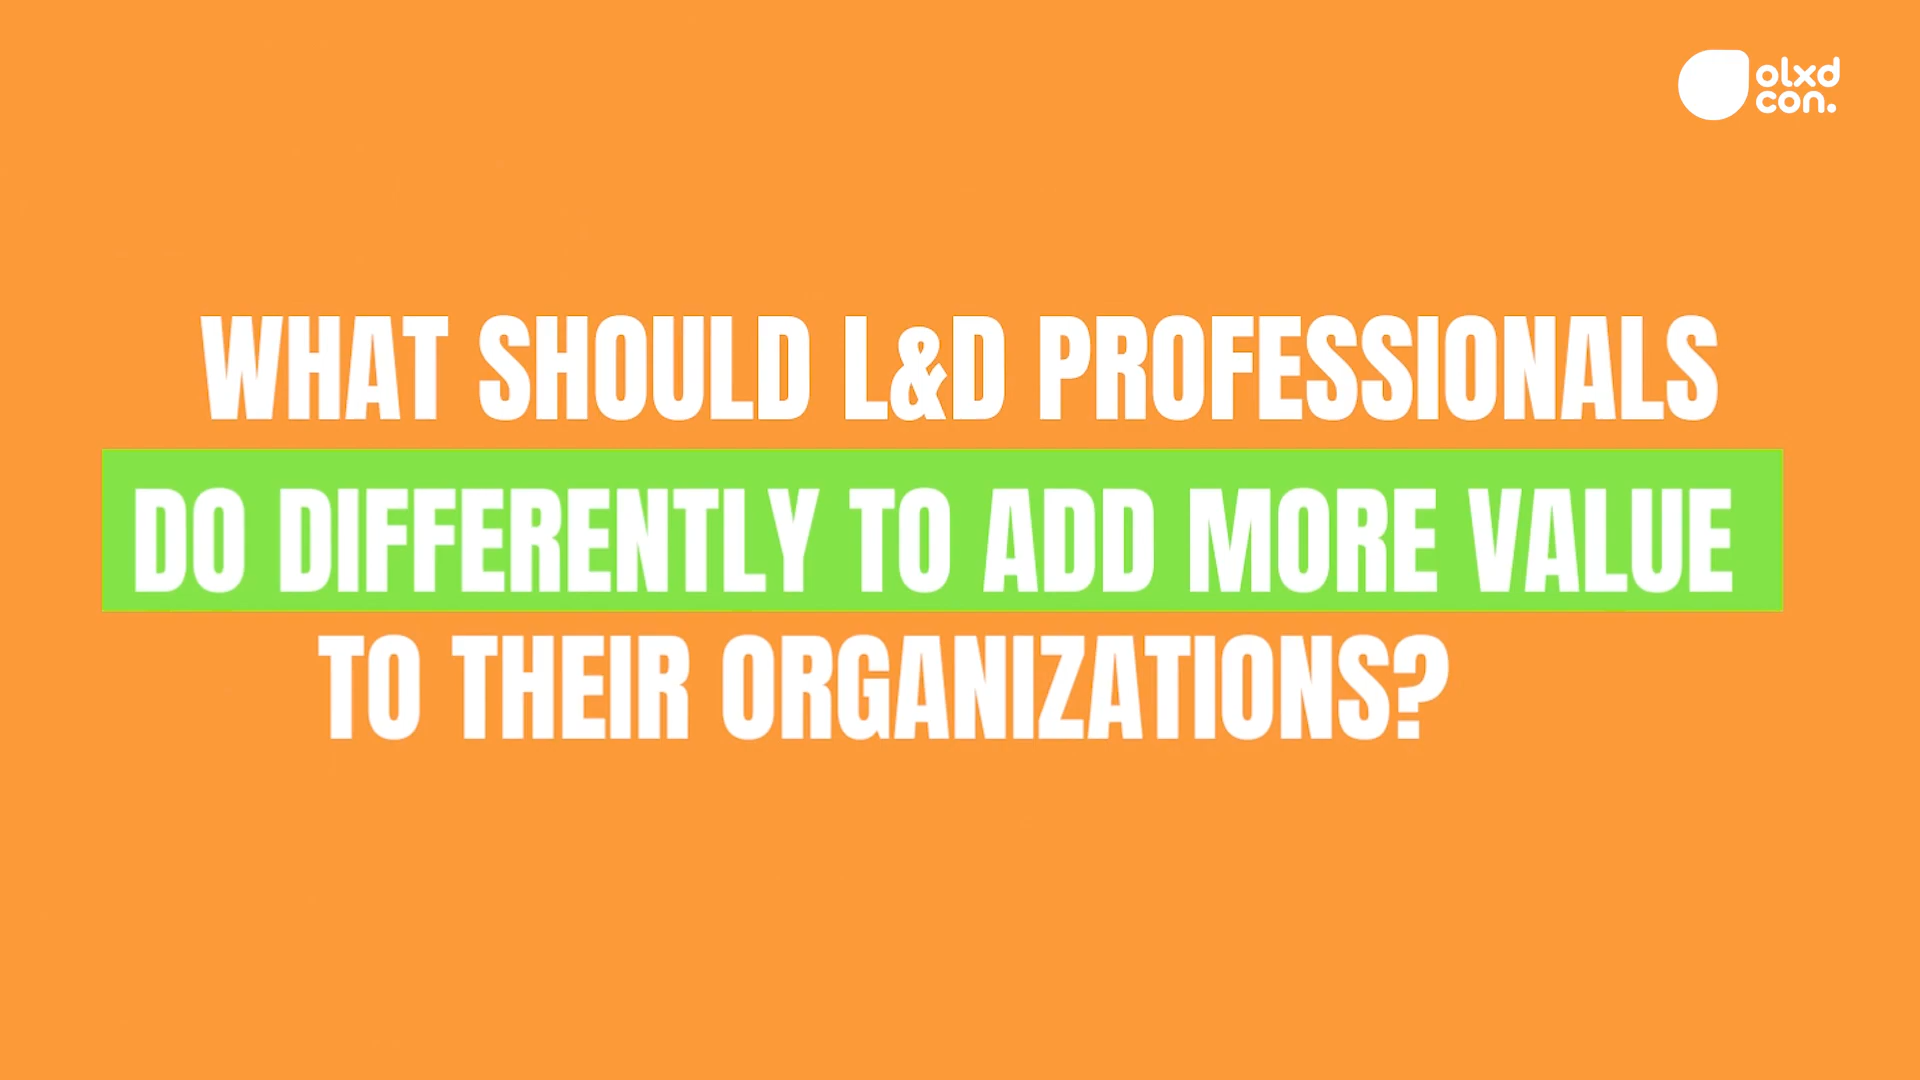 olxd
con.
WHAT SHOULD L&D PROFESSIONALS
DO DIFFERENTLY TO ADD MORE VALUE
TO THEIR ORGANIZATIONS?